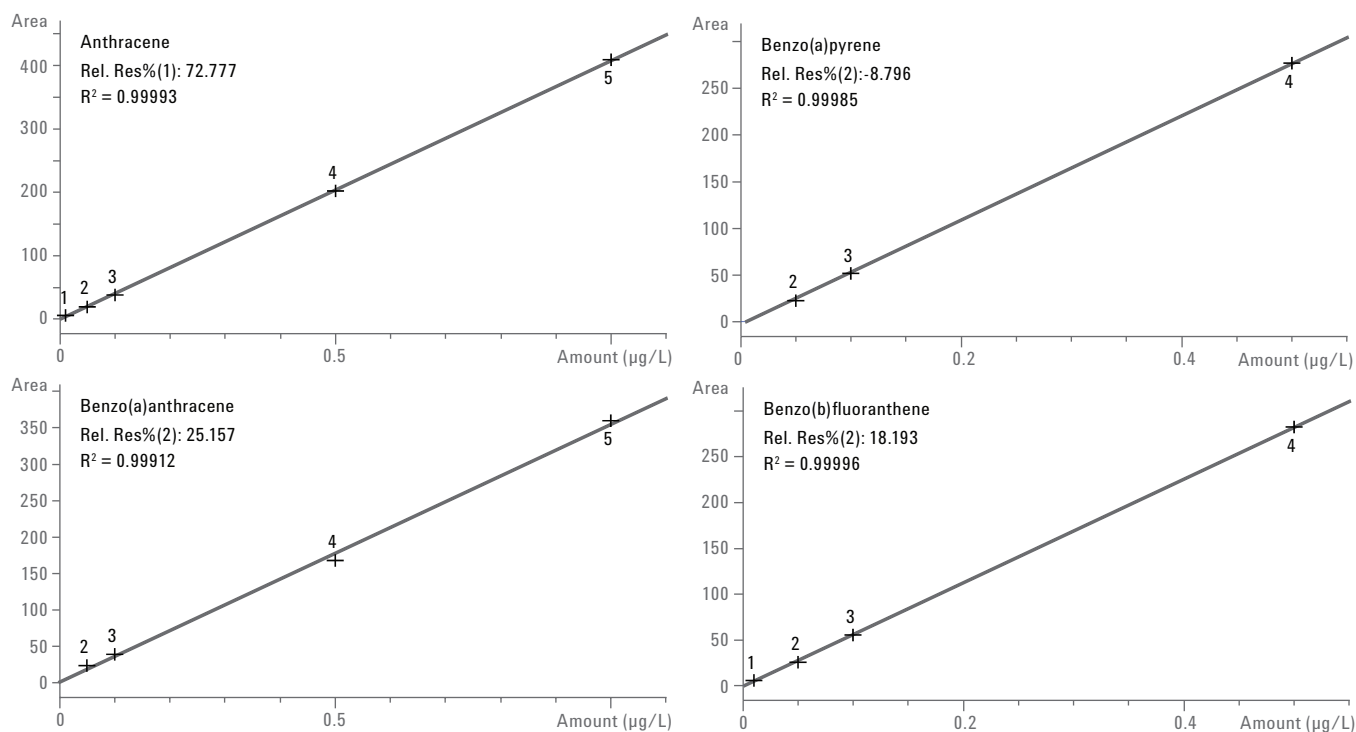 Area
Anthracene
Rel. Res%(1): 72.777
R² = 0.99993
400
300
200
100
0
1
2
3
4
5
0
0.5
Amount (µg/L)
Area
Benzo(a)pyrene
Rel. Res%(2):-8.796
R² = 0.99985
250
200
150
100
50
0
2
3
4
0
0.2
0.4
Amount (µg/L)
Area
Benzo(a)anthracene
Rel. Res%(2): 25.157
R² = 0.99912
350
300
250
200
150
100
50
0
2
3
4
5
0
0.5
Amount (µg/L)
Area
Benzo(b)fluoranthene
Rel. Res%(2): 18.193
R² = 0.99996
250
200
150
100
50
0
1
2
3
4
0
0.2
0.4
Amount (µg/L)